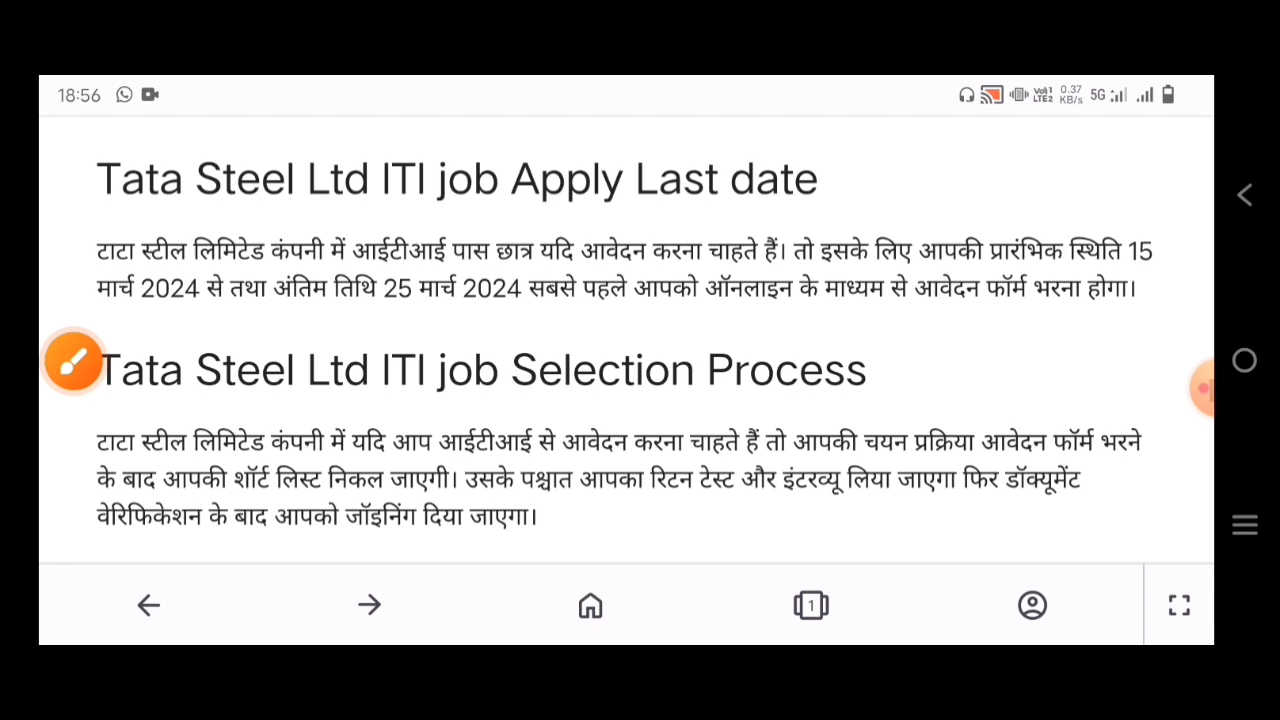 18:56
Vo1) LTE2 0.37 KB/s 5G
Tata Steel Ltd ITI job Apply Last date
टाटा स्टील लिमिटेड कंपनी में आईटीआई पास छात्र यदि आवेदन करना चाहते हैं। तो इसके लिए आपकी प्रारंभिक स्थिति 15
मार्च 2024 से तथा अंतिम तिथि 25 मार्च 2024 सबसे पहले आपको ऑनलाइन के माध्यम से आवेदन फॉर्म भरना होगा।
Tata Steel Ltd ITI job Selection Process
टाटा स्टील लिमिटेड कंपनी में यदि आप आईटीआई से आवेदन करना चाहते हैं तो आपकी चयन प्रक्रिया आवेदन फॉर्म भरने
के बाद आपकी शॉर्ट लिस्ट निकल जाएगी। उसके पश्चात आपका रिटन टेस्ट और इंटरव्यू लिया जाएगा फिर डॉक्यूमेंट
वेरिफिकेशन के बाद आपको जॉइनिंग दिया जाएगा।
1